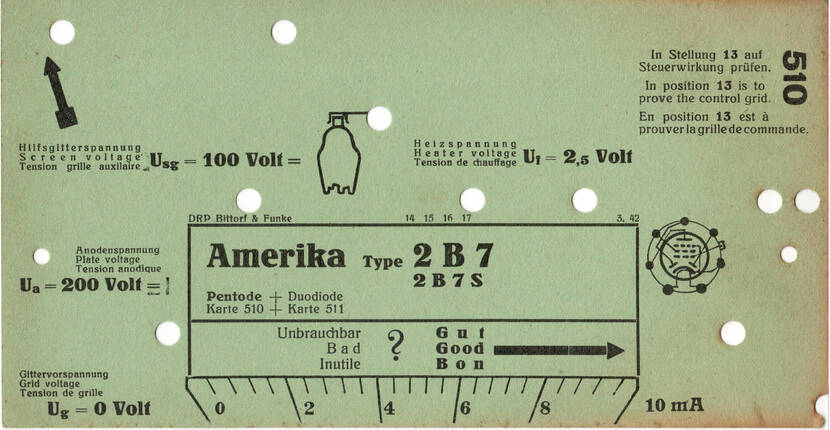 In Stellung 13 auf
Steuerwirkung prüfen.
In position 13 is to
prove the control grid.
En position 13 est à
prouver la grille de commande.
510
Hilfsgitterspannung
Screen voltage
Tension grille auxilaire
Usg = 100 Volt =
Heizspannung
Heater voltage
Tension de chauffage
Uf = 2,5 Volt
DRP Bittorf & Funke 14 15 16 17 3. 42
Anodenspannung
Plate voltage
Tension anodique
Ua = 200 Volt =
Amerika Type 2 B 7
2 B 7 S
Pentode + Duodiode
Karte 510 + Karte 511
Unbrauchbar
Bad
Inutile
?
Gut
Good
Bon
Gittervorspannung
Grid voltage
Tension de grille
Ug = 0 Volt
0 2 4 6 8 10 mA